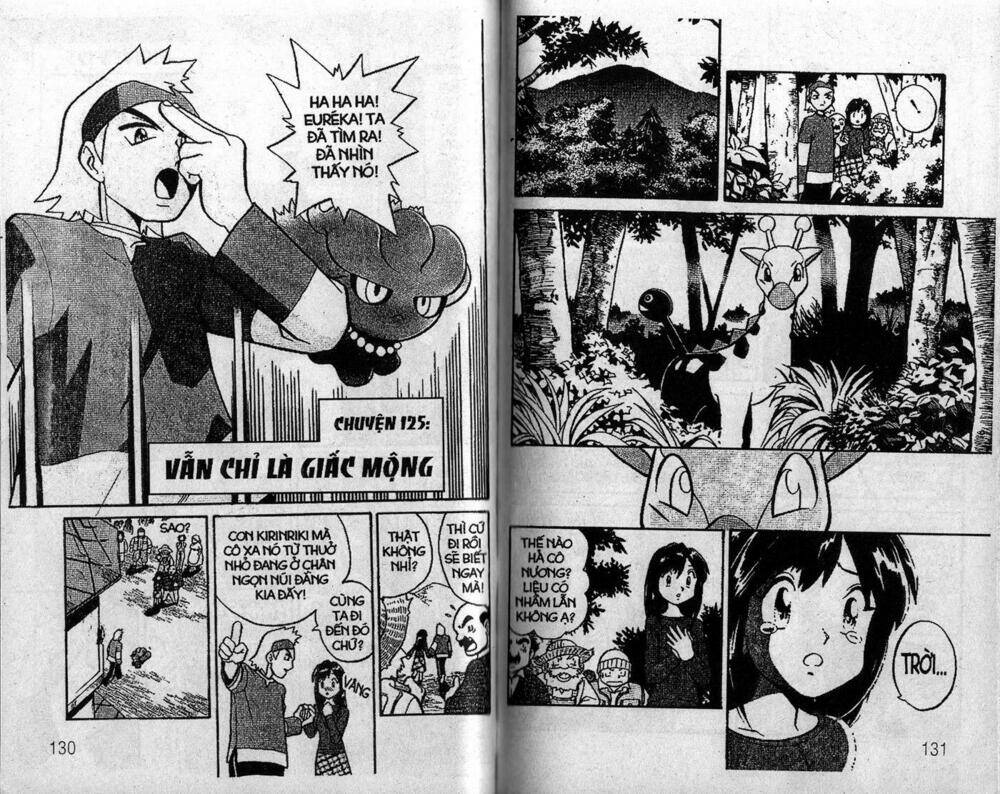 HA HA HA!
EURÉKA! TA
ĐÃ TÌM RA!
ĐÃ NHÌN
THẤY NÓ!
CHUYỆN 125:
VẪN CHỈ LÀ GIẤC MỘNG
SAO?
CON KIRINRIKI MÀ
CÔ XA NÓ TỪ THUỞ
NHỎ ĐANG Ở CHÂN
NGỌN NÚI ĐẰNG
KIA ĐẤY!
CÙNG
TA ĐI
ĐẾN ĐÓ
CHỨ?
VÂNG
THẬT
KHÔNG
NHỈ?
THÌ CỨ
ĐI RỒI
SẼ BIẾT
NGAY
MÀ!
130
!
THẾ NÀO
HẢ CÔ
NƯƠNG?
LIỆU CÓ
NHẦM LẪN
KHÔNG Ạ?
TRỜI...
131